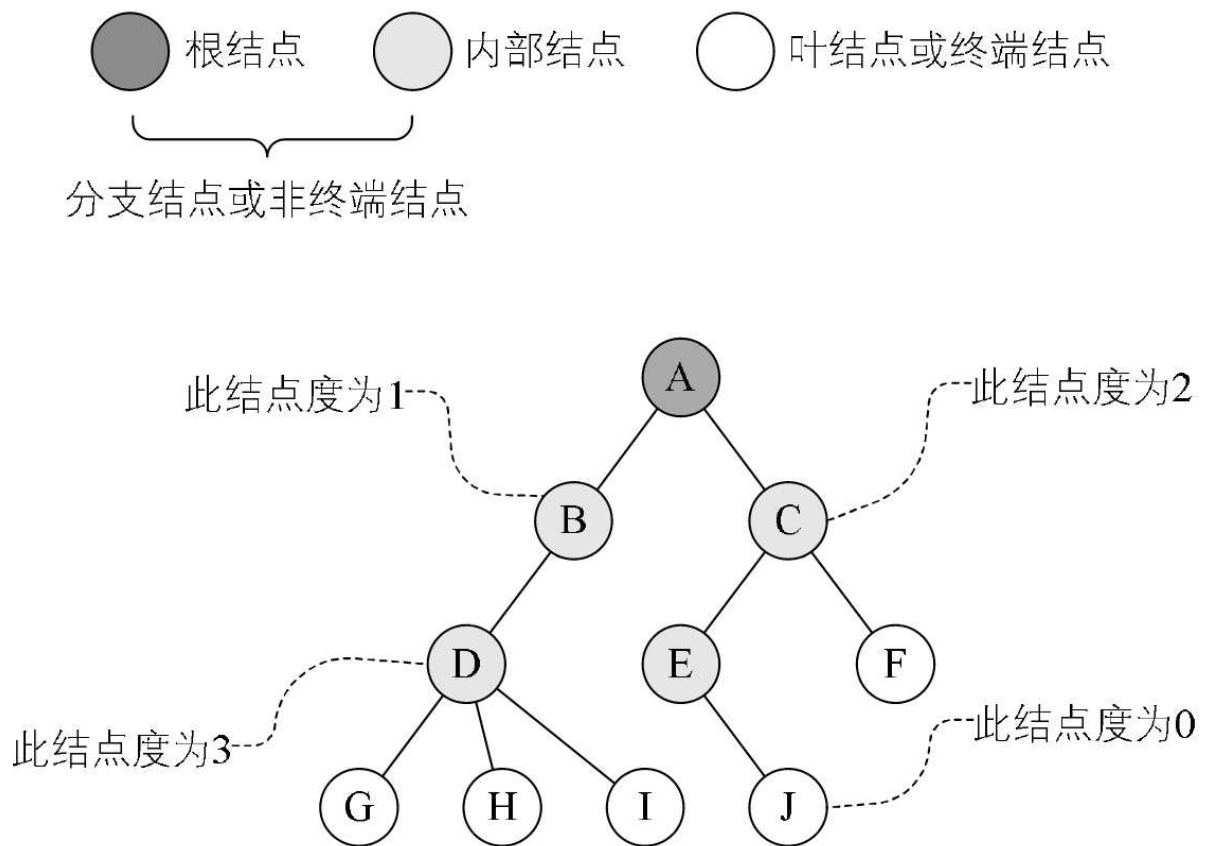 根结点 内部结点 叶结点或终端结点
分支结点或非终端结点
A
此结点度为1 此结点度为2
B C
D E F
此结点度为3 此结点度为0
G H I J